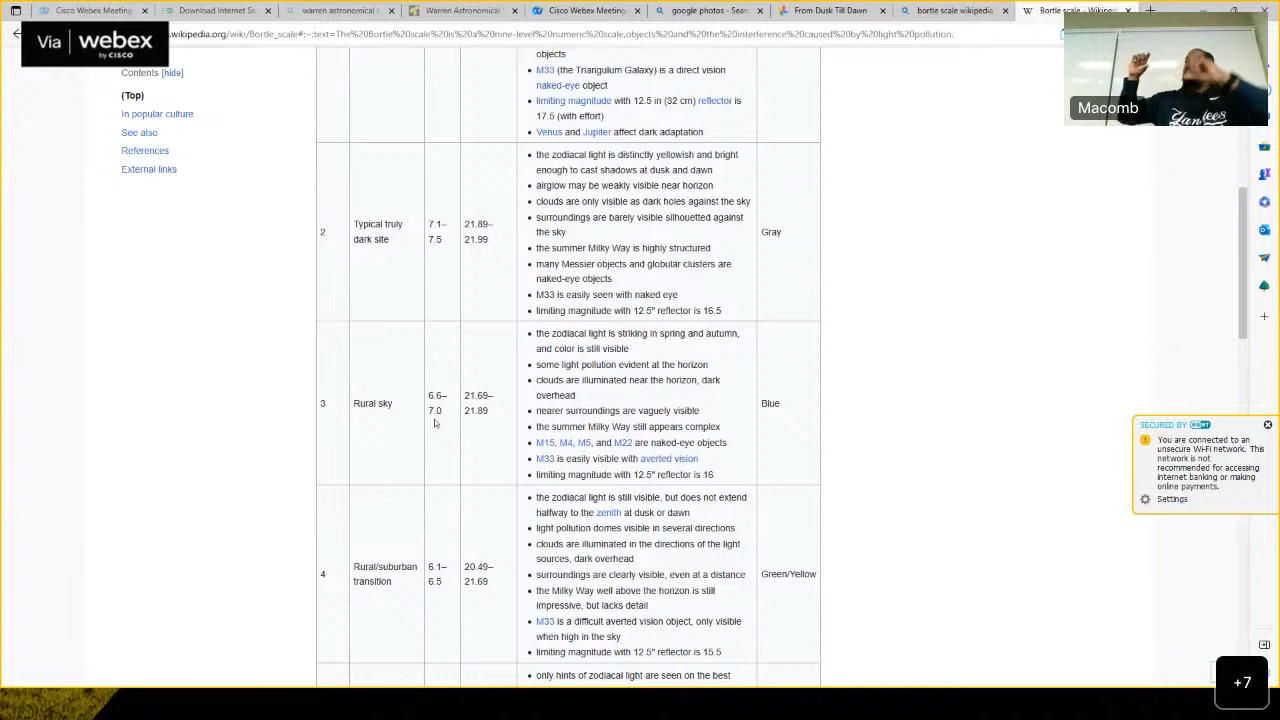 Cisco Webex Meeting
Download Internet Se
warren astronomical s
Warren Astronomical
Cisco Webex Meeting
google photos - Sear
From Dusk Till Dawn
bortle scale wikipedia
Bortle scale - Wikiped
.wikipedia.org/wiki/Bortle_scale#:~:text=The%20Bortle%20scale%20is%20a%20nine-level%20numeric%20scale,objects%20and%20the%20interference%20caused%20by%20light%20pollution.
Via webex
by CISCO
Contents [hide]
(Top)
In popular culture
See also
References
External links
objects
M33 (the Triangulum Galaxy) is a direct vision
naked-eye object
limiting magnitude with 12.5 in (32 cm) reflector is
17.5 (with effort)
Venus and Jupiter affect dark adaptation
2
Typical truly
dark site
7.1–
7.5
21.89–
21.99
the zodiacal light is distinctly yellowish and bright
enough to cast shadows at dusk and dawn
airglow may be weakly visible near horizon
clouds are only visible as dark holes against the sky
surroundings are barely visible silhouetted against
the sky
the summer Milky Way is highly structured
many Messier objects and globular clusters are
naked-eye objects
M33 is easily seen with naked eye
limiting magnitude with 12.5" reflector is 16.5
Gray
3
Rural sky
6.6–
7.0
21.69–
21.89
the zodiacal light is striking in spring and autumn,
and color is still visible
some light pollution evident at the horizon
clouds are illuminated near the horizon, dark
overhead
nearer surroundings are vaguely visible
the summer Milky Way still appears complex
M15, M4, M5, and M22 are naked-eye objects
M33 is easily visible with averted vision
limiting magnitude with 12.5" reflector is 16
Blue
4
Rural/suburban
transition
6.1–
6.5
20.49–
21.69
the zodiacal light is still visible, but does not extend
halfway to the zenith at dusk or dawn
light pollution domes visible in several directions
clouds are illuminated in the directions of the light
sources, dark overhead
surroundings are clearly visible, even at a distance
the Milky Way well above the horizon is still
impressive, but lacks detail
M33 is a difficult averted vision object, only visible
when high in the sky
limiting magnitude with 12.5" reflector is 15.5
Green/Yellow
only hints of zodiacal light are seen on the best
Macomb
Yankees
SECURED BY eset
You are connected to an
unsecure Wi-Fi network. This
network is not
recommended for accessing
internet banking or making
online payments.
Settings
+7